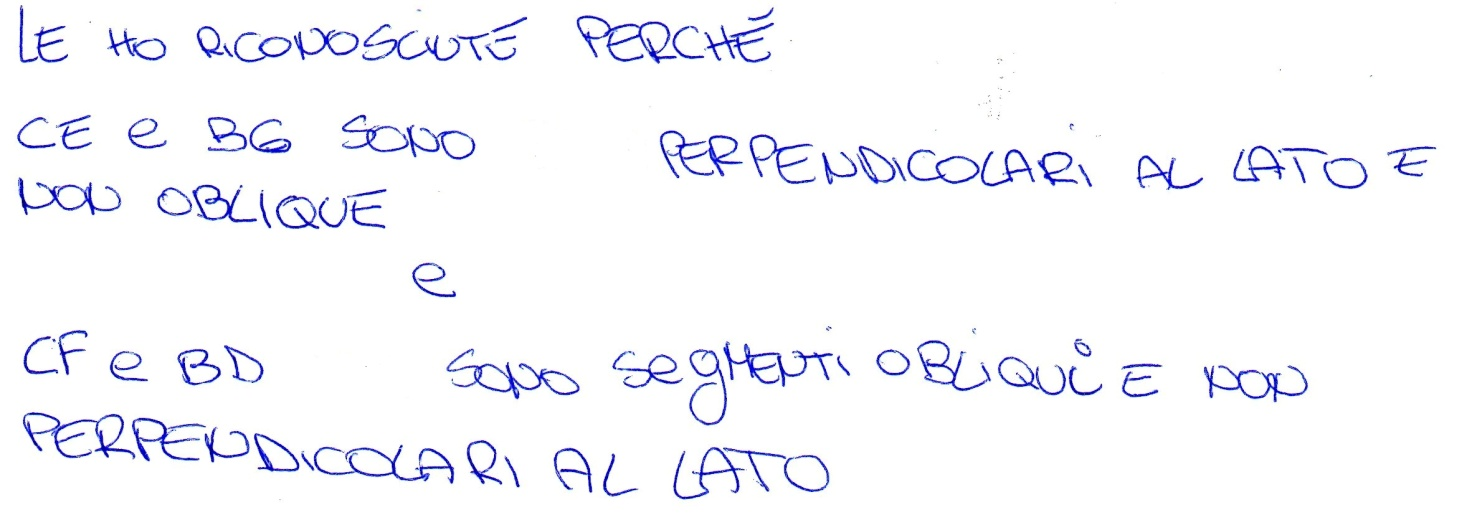 LE HO RICONOSCIUTE PERCHÉ
CE e BG SONO PERPENDICOLARI AL LATO E
NON OBLIQUE
e
CF e BD SONO SEGMENTI OBLIQUI E NON
PERPENDICOLARI AL LATO